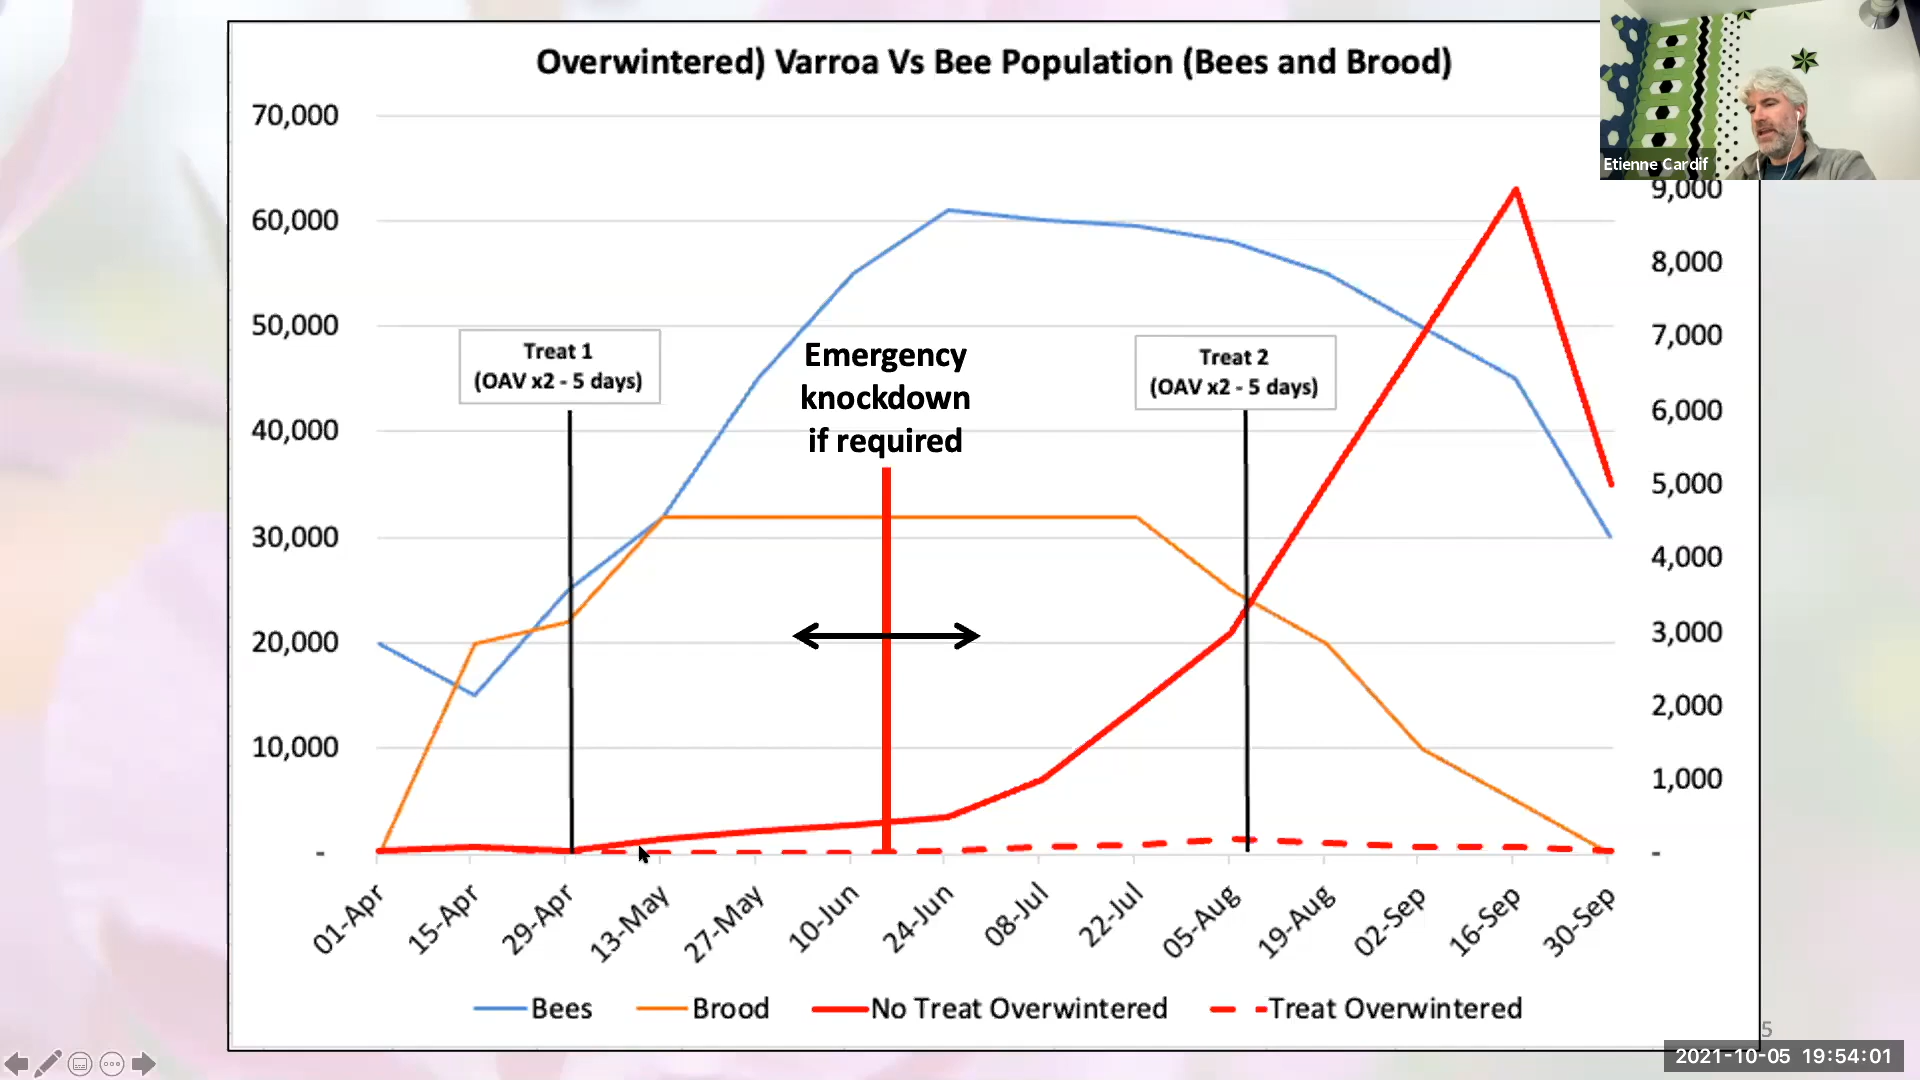 Overwintered) Varroa Vs Bee Population (Bees and Brood)
Etienne Cardif
70,000
60,000
50,000
40,000
30,000
20,000
10,000
-
9,000
8,000
7,000
6,000
5,000
4,000
3,000
2,000
1,000
-
Treat 1
(OAV x2 - 5 days)
Emergency
knockdown
if required
Treat 2
(OAV x2 - 5 days)
01-Apr
15-Apr
29-Apr
13-May
27-May
10-Jun
24-Jun
08-Jul
22-Jul
05-Aug
19-Aug
02-Sep
16-Sep
30-Sep
Bees
Brood
No Treat Overwintered
Treat Overwintered
5
2021-10-05 19:54:01